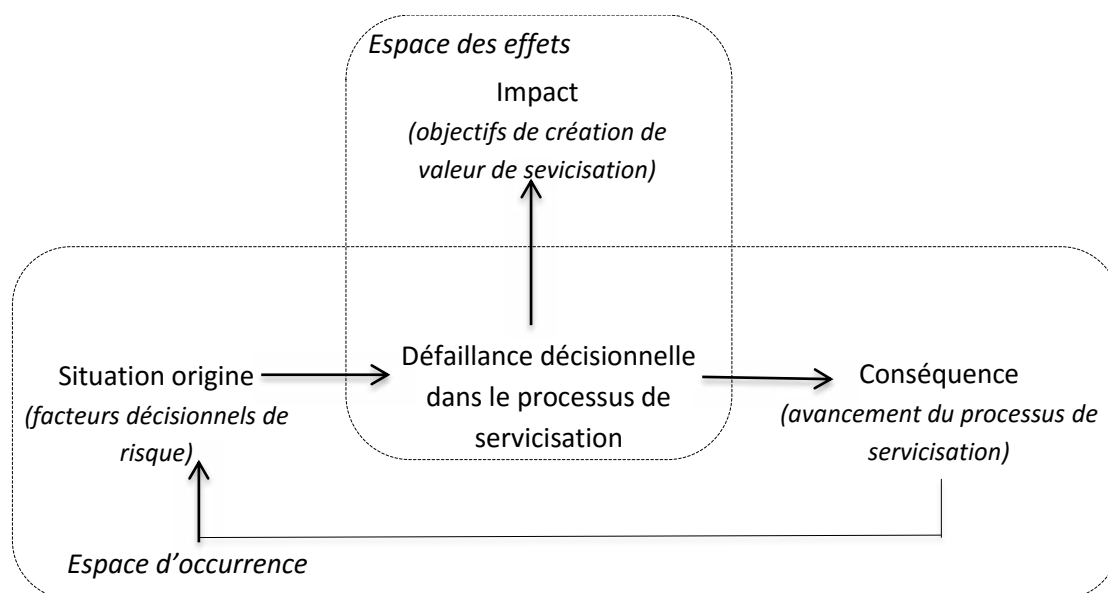 Espace des effets
Impact
(objectifs de création de
valeur de sevicisation)
Situation origine
(facteurs décisionnels de
risque)
Défaillance décisionnelle
dans le processus de
servicisation
Conséquence
(avancement du processus de
servicisation)
Espace d’occurrence